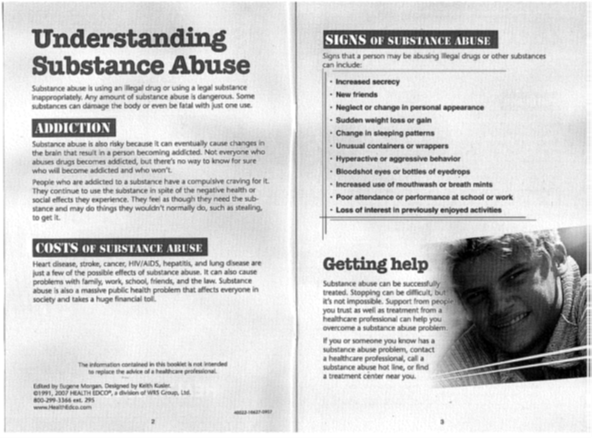 Understanding
Substance Abuse
Substance abuse is using an illegal drug or using a legal substance
inappropriately. Any amount of substance abuse is dangerous. Some
substances can damage the body or even be fatal with just one use.
ADDICTION
Substance abuse is also risky because it can eventually cause changes in
the brain that result in a person becoming addicted. Not everyone who
abuses drugs becomes addicted, but there's no way to know for sure
who will become addicted and who won't.
People who are addicted to a substance have a compulsive craving for it.
They continue to use the substance in spite of the negative health or
social effects they experience. They feel as though they need the sub-
stance and may do things they wouldn't normally do, such as stealing,
to get it.
COSTS OF SUBSTANCE ABUSE
Heart disease, stroke, cancer, HIV/AIDS, hepatitis, and lung disease are
just a few of the possible effects of substance abuse. It can also cause
problems with family, work, school, friends, and the law. Substance
abuse is also a massive public health problem that affects everyone in
society and takes a huge financial toll.
The information contained in this booklet is not intended
to replace the advice of a healthcare professional.
Edited by Eugene Morgan. Designed by Keith
©1991, 2007 HEALTH EDCO®, a division of WRS Group, Ltd.
800-299-3366 ext. 295
www.HealthEdco.com
2
SIGNS OF SUBSTANCE ABUSE
Signs that a person may be abusing illegal drugs or other substances
can include:
· Increased secrecy
· New friends
· Neglect or change in personal appearance
· Sudden weight loss or gain
· Change in sleeping patterns
· Unusual containers or wrappers
· Hyperactive or aggressive behavior
· Bloodshot eyes or bottles of eyedrops
· Increased use of mouthwash or breath mints
· Poor attendance or performance at school or work
· Loss of interest in previously enjoyed activities
Getting help
Substance abuse can be successfully
treated. Stopping can be difficult, but
it's not impossible. Support from people
you trust as well as treatment from a
healthcare professional can help you
overcome a substance abuse problem.
If you or someone you know has a
substance abuse problem, contact
a healthcare professional, call a
substance abuse hot line, or find
a treatment center near you.
3